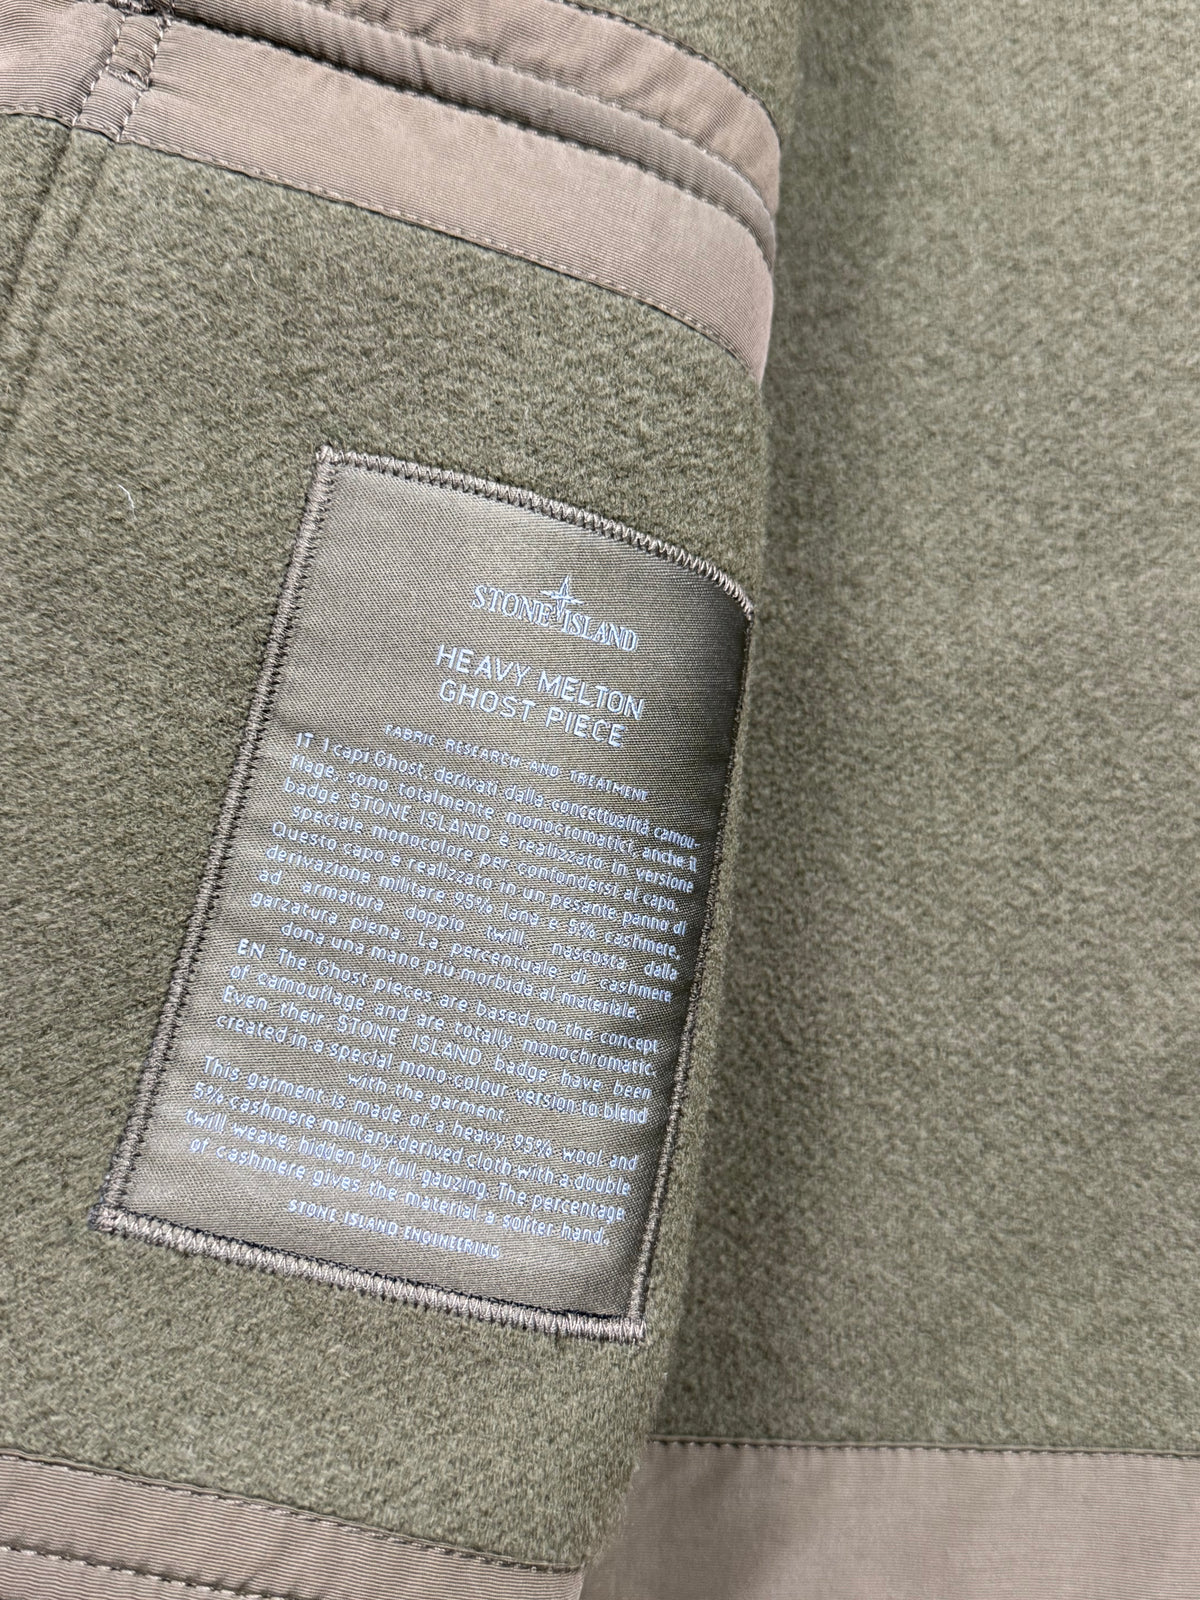 STONE ISLAND
HEAVY MELTON
GHOST PIECE
FABRIC RESEARCH AND TREATMENT
IT I capi Ghost, derivati dalla concettualità camou-
flage, sono totalmente monocromatici, anche il
badge STONE ISLAND è realizzato in versione
speciale monocolore per confondersi al capo.
Questo capo è realizzato in un pesante panno di
derivazione militare 95% lana e 5% cashmere,
ad armatura doppio twill, nascosta dalla
garzatura piena. La percentuale di cashmere
dona una mano più morbida al materiale.
EN The Ghost pieces are based on the concept
of camouflage and are totally monochromatic.
Even their STONE ISLAND badge have been
created in a special mono-colour version to blend
with the garment.
This garment is made of a heavy 95% wool and
5% cashmere military-derived cloth with a double
twill weave hidden by full gauzing. The percentage
of cashmere gives the material a softer hand.
STONE ISLAND ENGINEERING